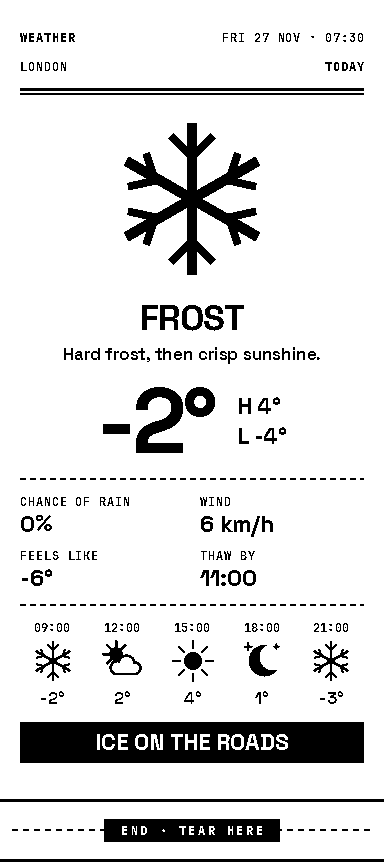 WEATHER FRI 27 NOV · 07:30
LONDON TODAY
FROST
Hard frost, then crisp sunshine.
-2° H 4°
L -4°
CHANCE OF RAIN WIND
0% 6 km/h
FEELS LIKE THAW BY
-6° 11:00
09:00 12:00 15:00 18:00 21:00
-2° 2° 4° 1° -3°
ICE ON THE ROADS
END · TEAR HERE